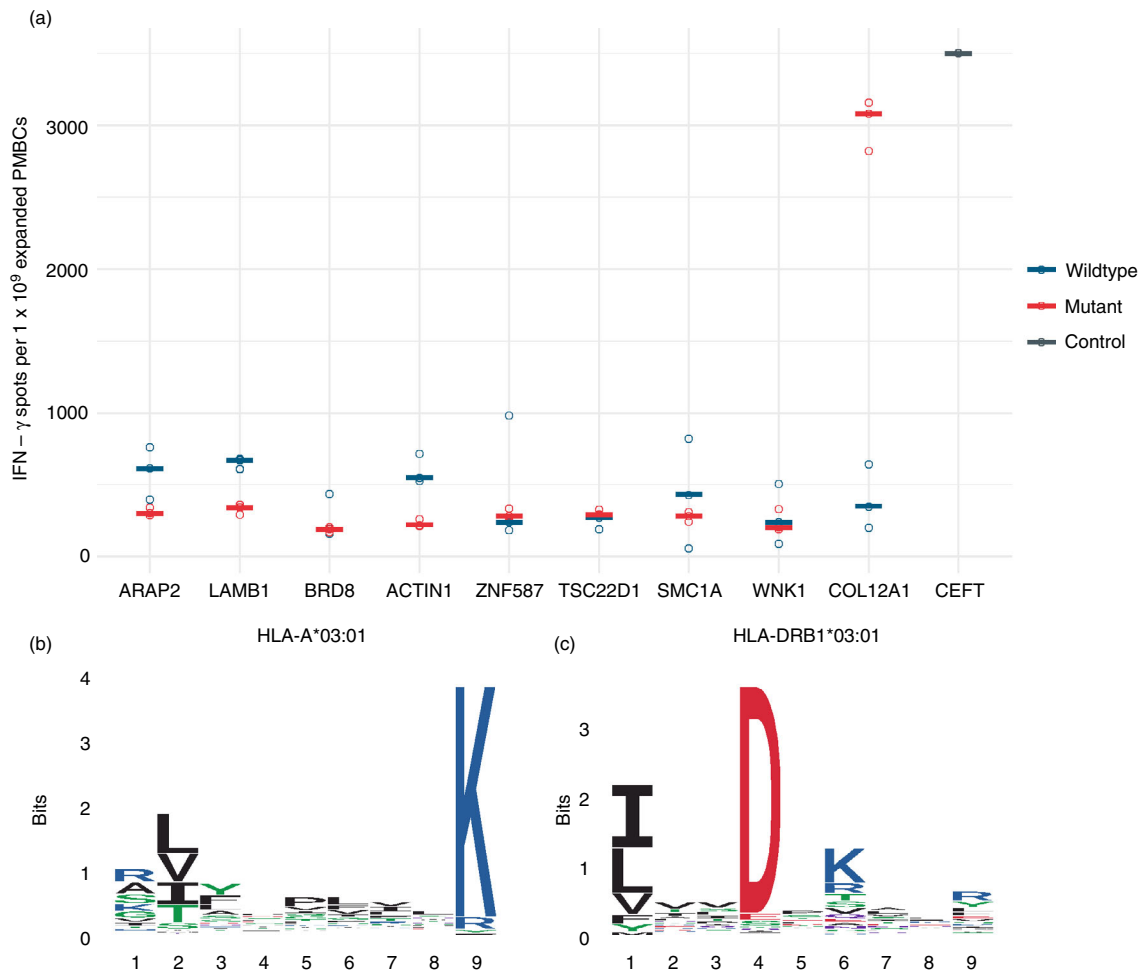 (a)
IFN – γ spots per 1 x 10⁹ expanded PMBCs
3000
2000
1000
0
ARAP2 LAMB1 BRD8 ACTIN1 ZNF587 TSC22D1 SMC1A WNK1 COL12A1 CEFT
Wildtype
Mutant
Control
(b)
HLA-A*03:01
Bits
4
3
2
1
0
R
A
S
K
G
L
V
I
T
S
Y
F
A
K
R
1 2 3 4 5 6 7 8 9
(c)
HLA-DRB1*03:01
Bits
3
2
1
0
I
L
V
F
Y
D
K
R
T
S
R
Y
1 2 3 4 5 6 7 8 9